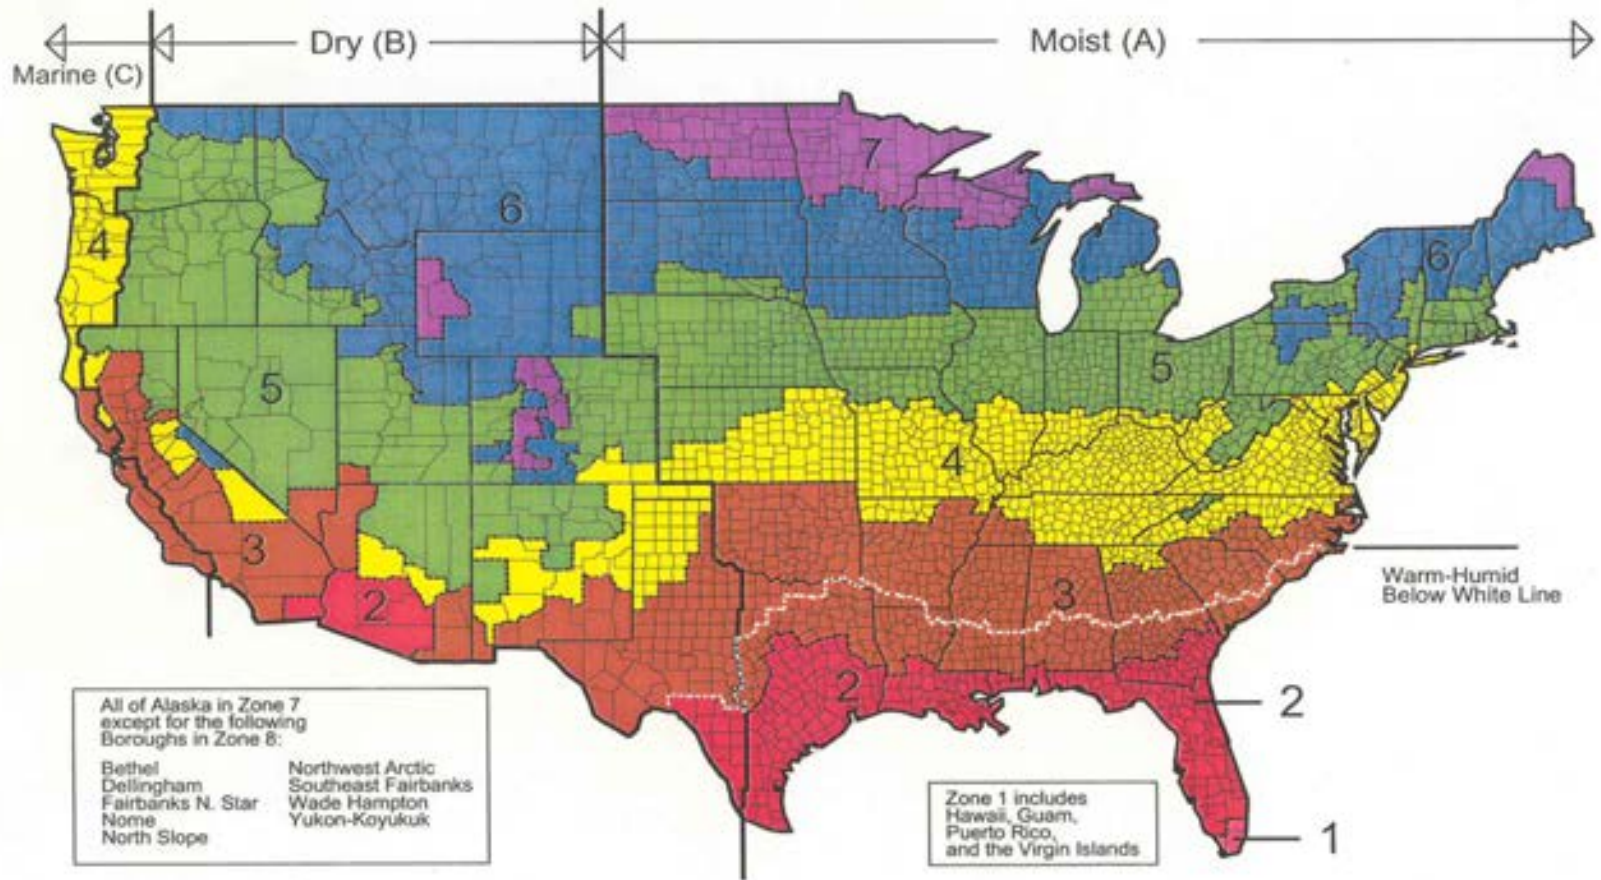 Dry (B)
Moist (A)
Marine (C)
7
6
4
6
5
5
4
3
3
2
2
2
1
Warm-Humid
Below White Line
All of Alaska in Zone 7
except for the following
Boroughs in Zone 8:
Bethel
Dellingham
Fairbanks N. Star
Nome
North Slope
Northwest Arctic
Southeast Fairbanks
Wade Hampton
Yukon-Koyukuk
Zone 1 includes
Hawaii, Guam,
Puerto Rico,
and the Virgin Islands